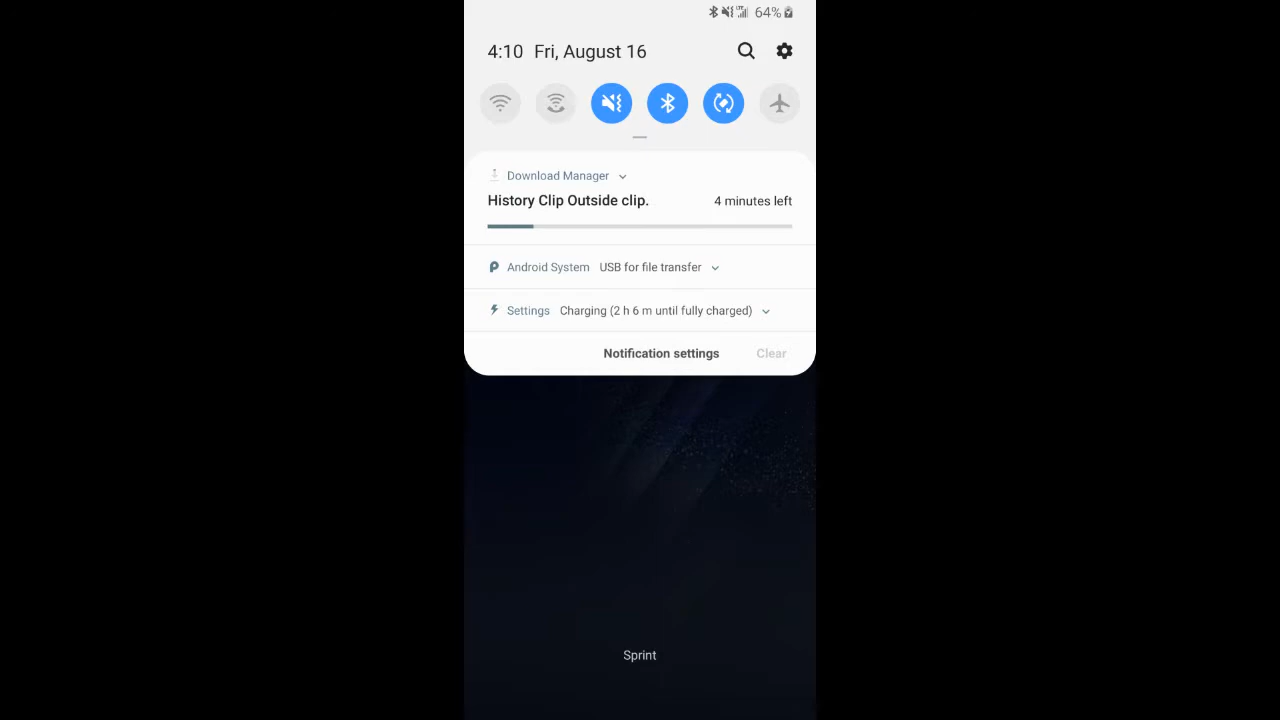 64%
4:10 Fri, August 16
Download Manager
History Clip Outside clip. 4 minutes left
Android System USB for file transfer
Settings Charging (2 h 6 m until fully charged)
Notification settings Clear
Sprint